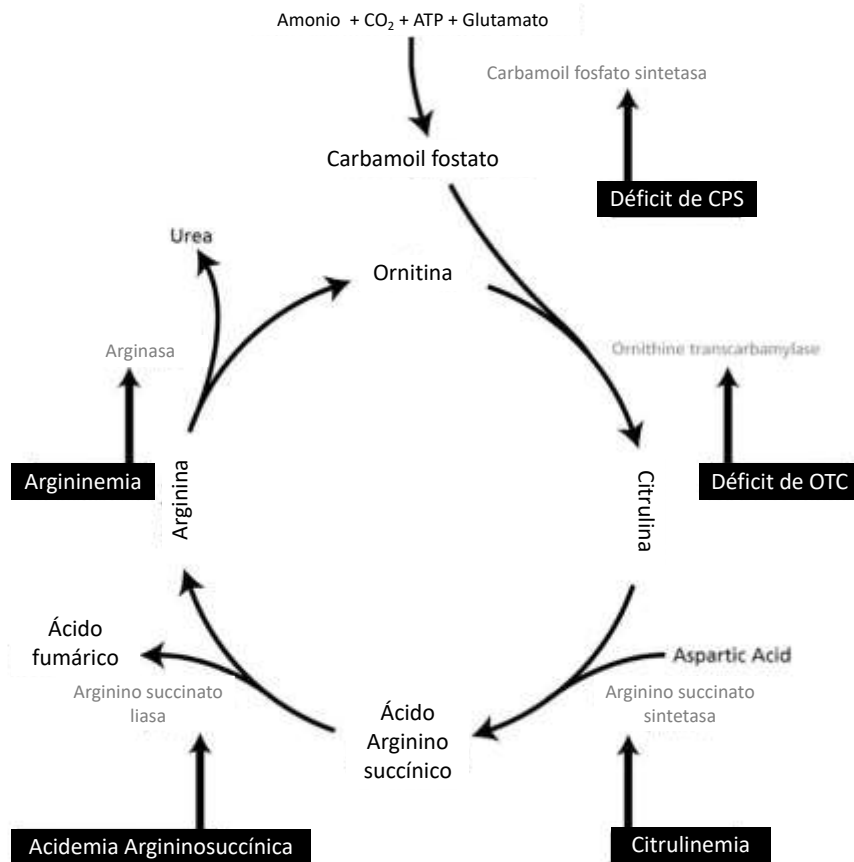 Amonio + CO₂ + ATP + Glutamato
Carbamoil fosfato sintetasa
Carbamoil fostato
Déficit de CPS
Urea
Ornitina
Arginasa
Ornithine transcarbamylase
Argininemia
Arginina
Citrulina
Déficit de OTC
Ácido
fumárico
Aspartic Acid
Arginino succinato
liasa
Arginino succinato
sintetasa
Ácido
Arginino
succínico
Acidemia Argininosuccínica
Citrulinemia